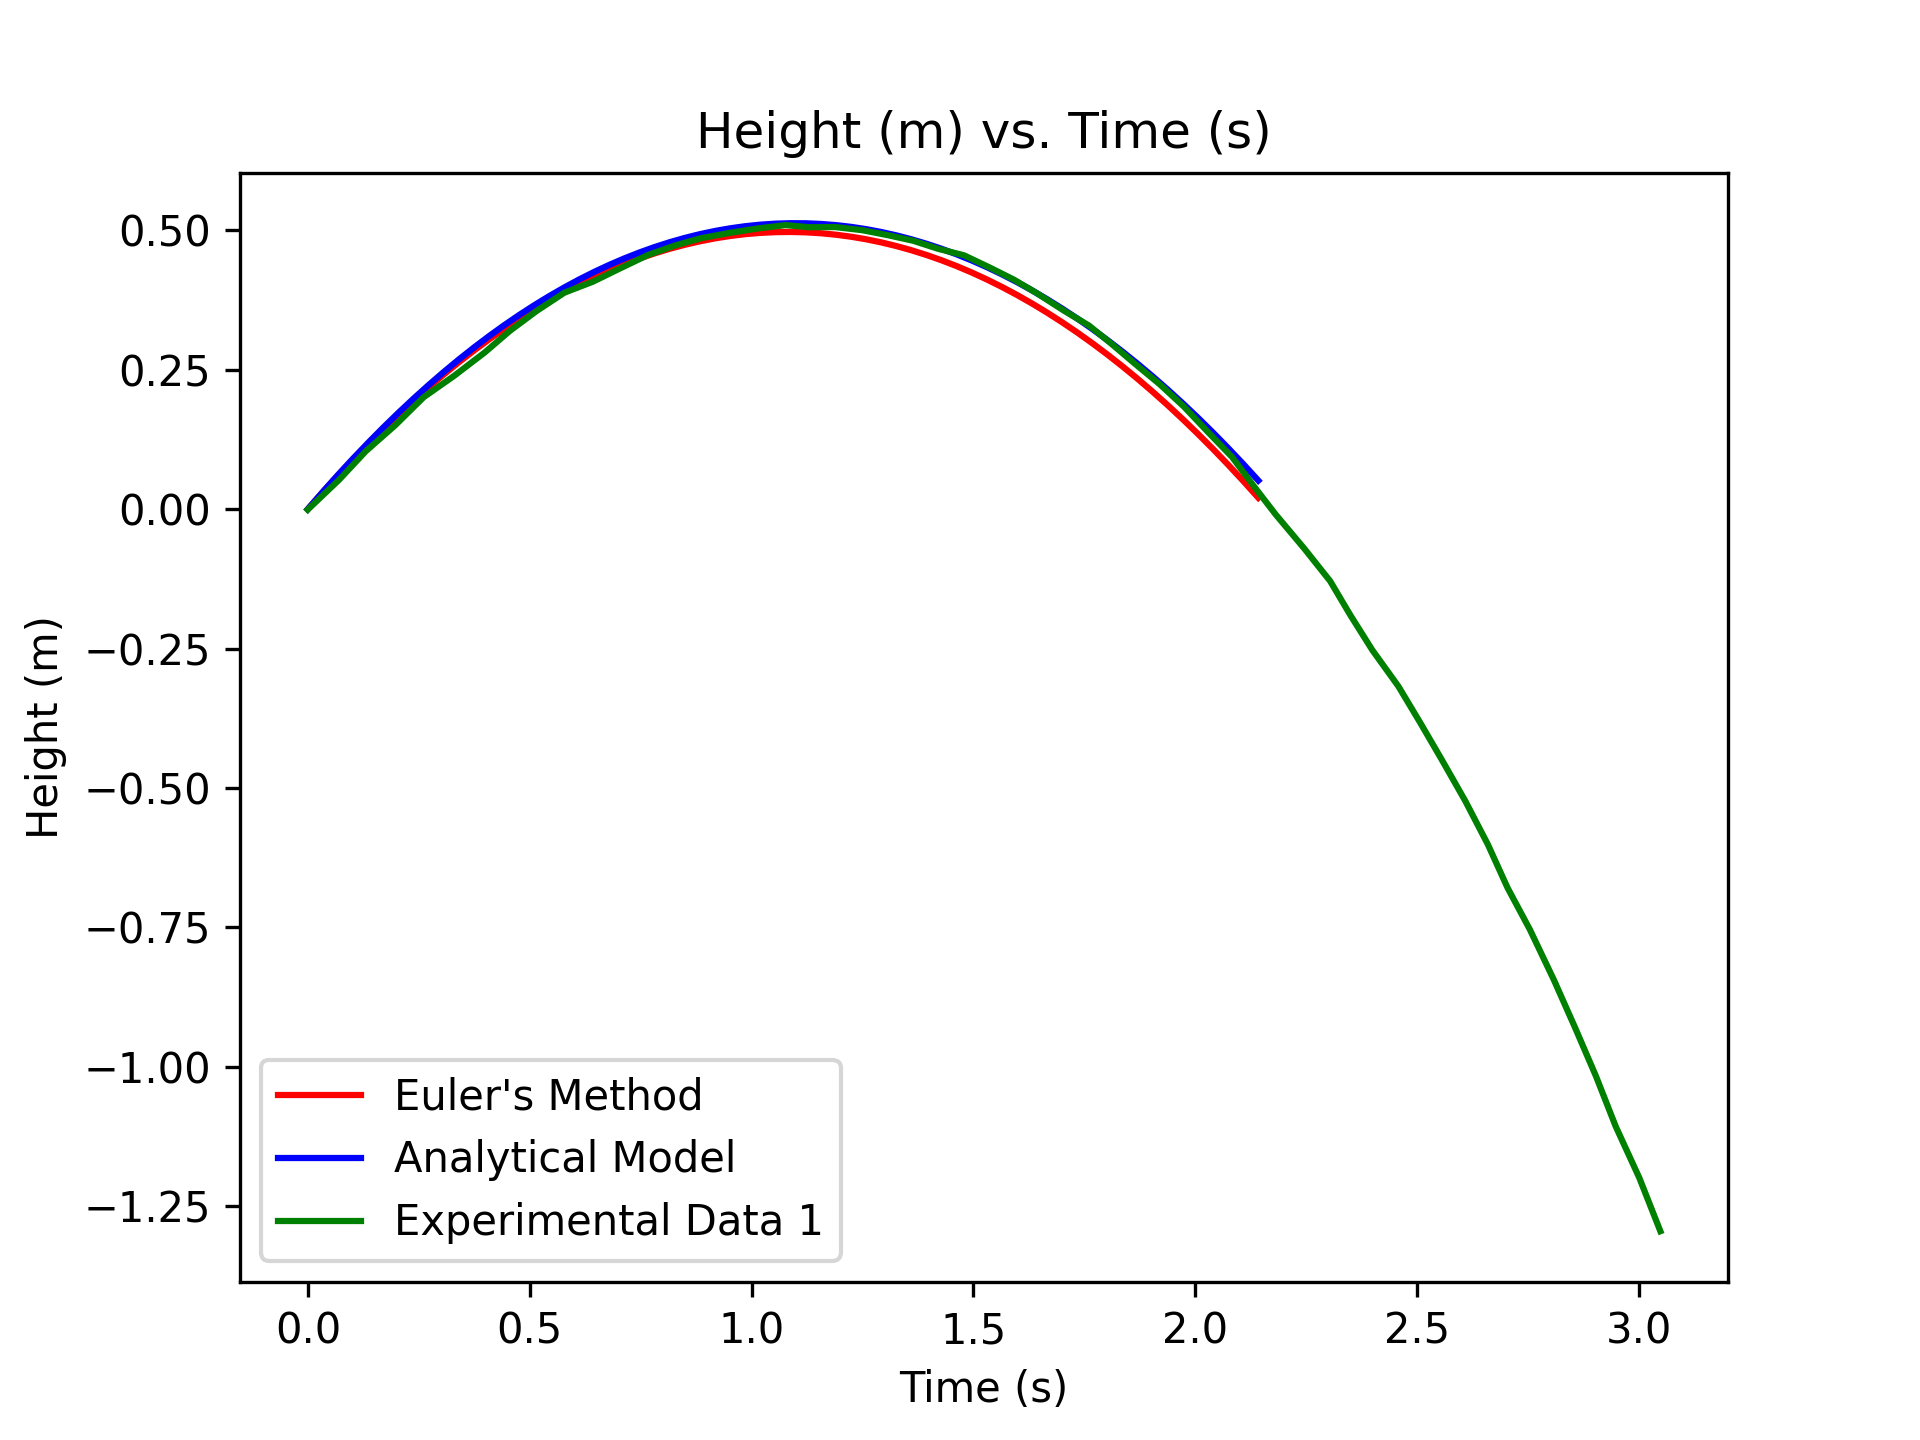 Height (m) vs. Time (s)
Height (m)
0.50
0.25
0.00
−0.25
−0.50
−0.75
−1.00
−1.25
Euler's Method
Analytical Model
Experimental Data 1
0.0 0.5 1.0 1.5 2.0 2.5 3.0
Time (s)